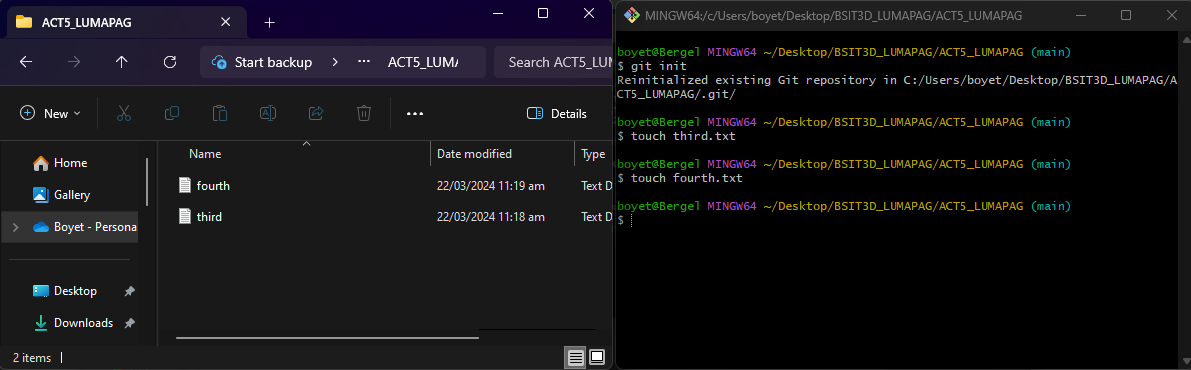 ACT5_LUMAPAG
Start backup
ACT5_LUMA
Search ACT5_LUM
New
Details
Home
Gallery
Boyet - Persona
Desktop
Downloads
Name
Date modified
Type
fourth
22/03/2024 11:19 am
Text D
third
22/03/2024 11:18 am
Text D
2 items
MINGW64:/c/Users/boyet/Desktop/BSIT3D_LUMAPAG/ACT5_LUMAPAG
boyet@Bergel MINGW64 ~/Desktop/BSIT3D_LUMAPAG/ACT5_LUMAPAG (main)
$ git init
Reinitialized existing Git repository in C:/Users/boyet/Desktop/BSIT3D_LUMAPAG/A
CT5_LUMAPAG/.git/
boyet@Bergel MINGW64 ~/Desktop/BSIT3D_LUMAPAG/ACT5_LUMAPAG (main)
$ touch third.txt
boyet@Bergel MINGW64 ~/Desktop/BSIT3D_LUMAPAG/ACT5_LUMAPAG (main)
$ touch fourth.txt
boyet@Bergel MINGW64 ~/Desktop/BSIT3D_LUMAPAG/ACT5_LUMAPAG (main)
$